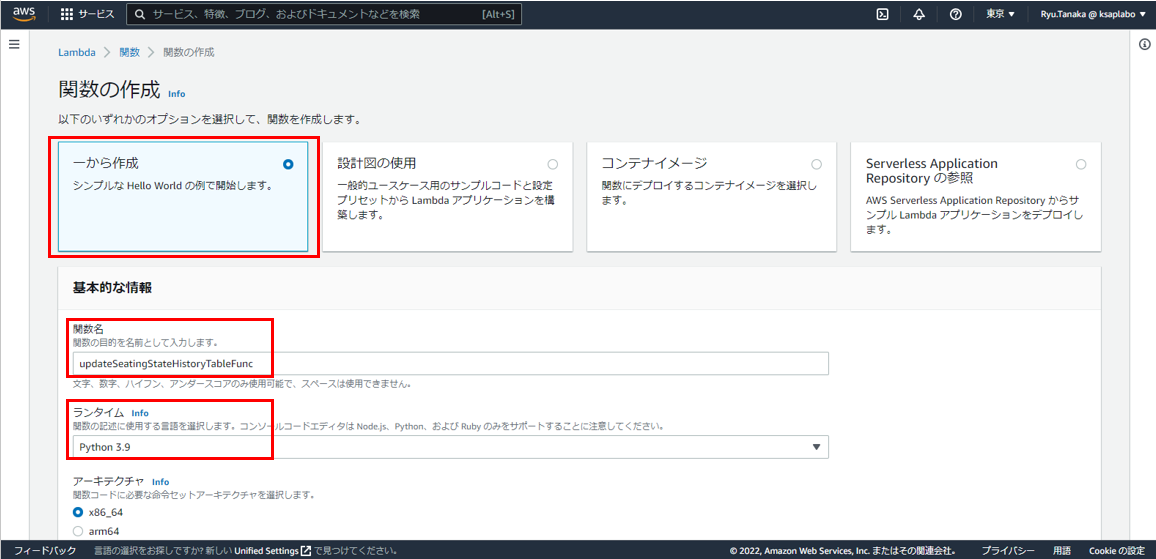 aws
サービス
サービス、特徴、ブログ、およびドキュメントなどを検索 [Alt+S]
東京 ▼
Ryu.Tanaka @ ksaplabo ▼
Lambda > 関数 > 関数の作成
関数の作成 Info
以下のいずれかのオプションを選択して、関数を作成します。
一から作成
シンプルな Hello World の例で開始します。
設計図の使用
一般的ユースケース用のサンプルコードと設定
プリセットから Lambda アプリケーションを構
築します。
コンテナイメージ
関数にデプロイするコンテナイメージを選択し
ます。
Serverless Application
Repository の参照
AWS Serverless Application Repository からサ
ンプル Lambda アプリケーションをデプロイし
ます。
基本的な情報
関数名
関数の目的を名前として入力します。
updateSeatingStateHistoryTableFunc
文字、数字、ハイフン、アンダースコアのみ使用可能で、スペースは使用できません。
ランタイム Info
関数の記述に使用する言語を選択します。コンソールコードエディタは Node.js、Python、および Ruby のみをサポートすることに注意してください。
Python 3.9
アーキテクチャ Info
関数コードに必要な命令セットアーキテクチャを選択します。
x86_64
arm64
フィードバック 言語の選択をお探しですか? 新しい Unified Settings で見つけてください。
© 2022, Amazon Web Services, Inc. またはその関連会社。 プライバシー 用語 Cookie の設定